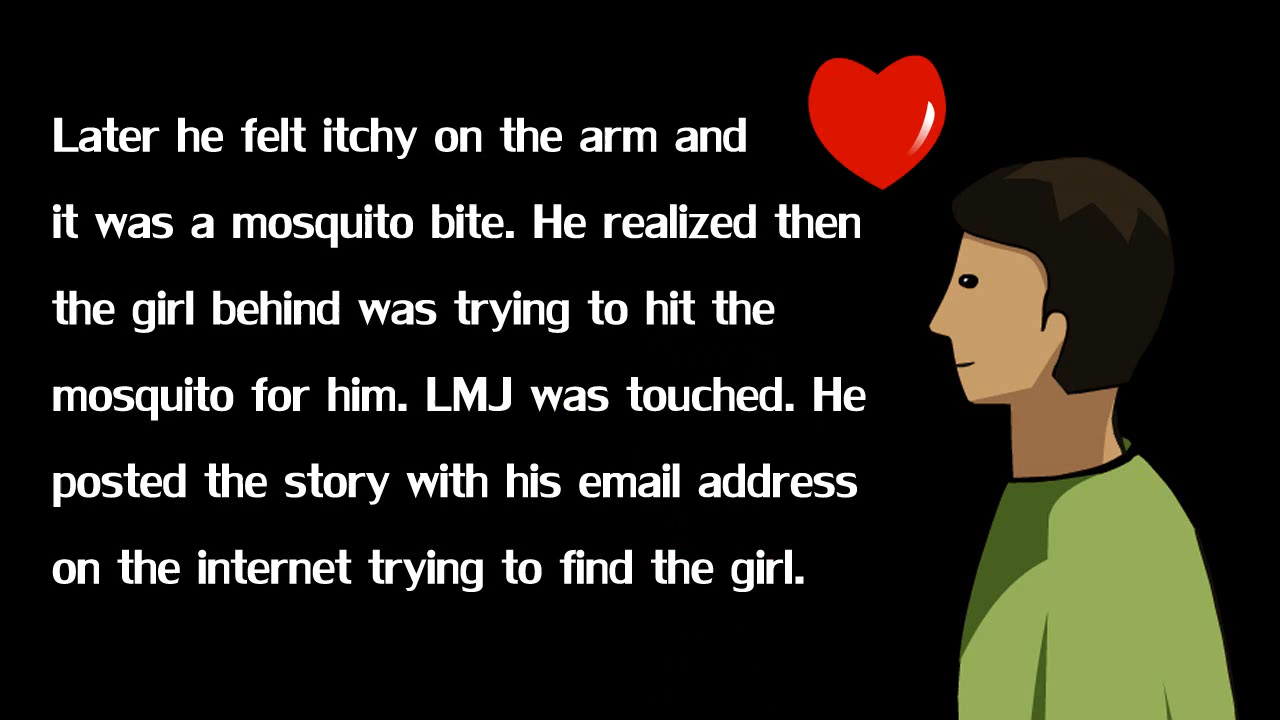 Later he felt itchy on the arm and
it was a mosquito bite. He realized then
the girl behind was trying to hit the
mosquito for him. LMJ was touched. He
posted the story with his email address
on the internet trying to find the girl.